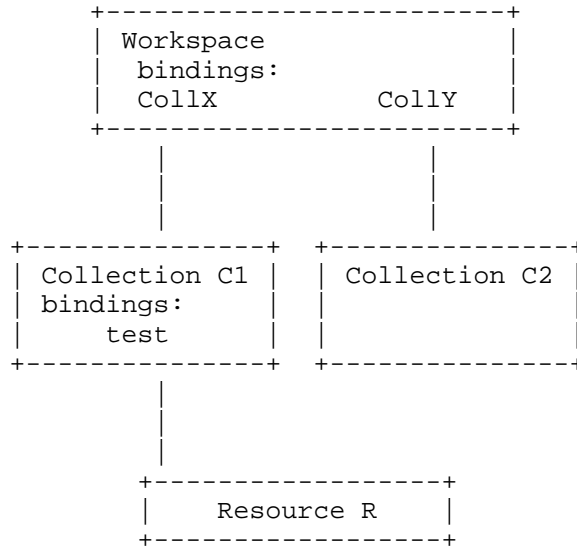 Workspace
bindings:
CollX CollY
Collection C1 Collection C2
bindings:
test
Resource R